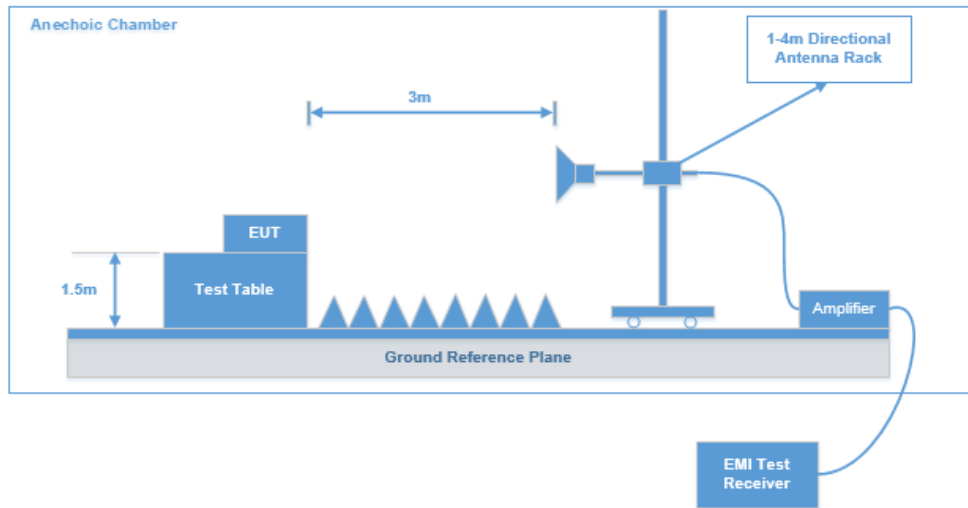 Anechoic Chamber
1-4m Directional
Antenna Rack
3m
EUT
1.5m
Test Table
Amplifier
Ground Reference Plane
EMI Test
Receiver